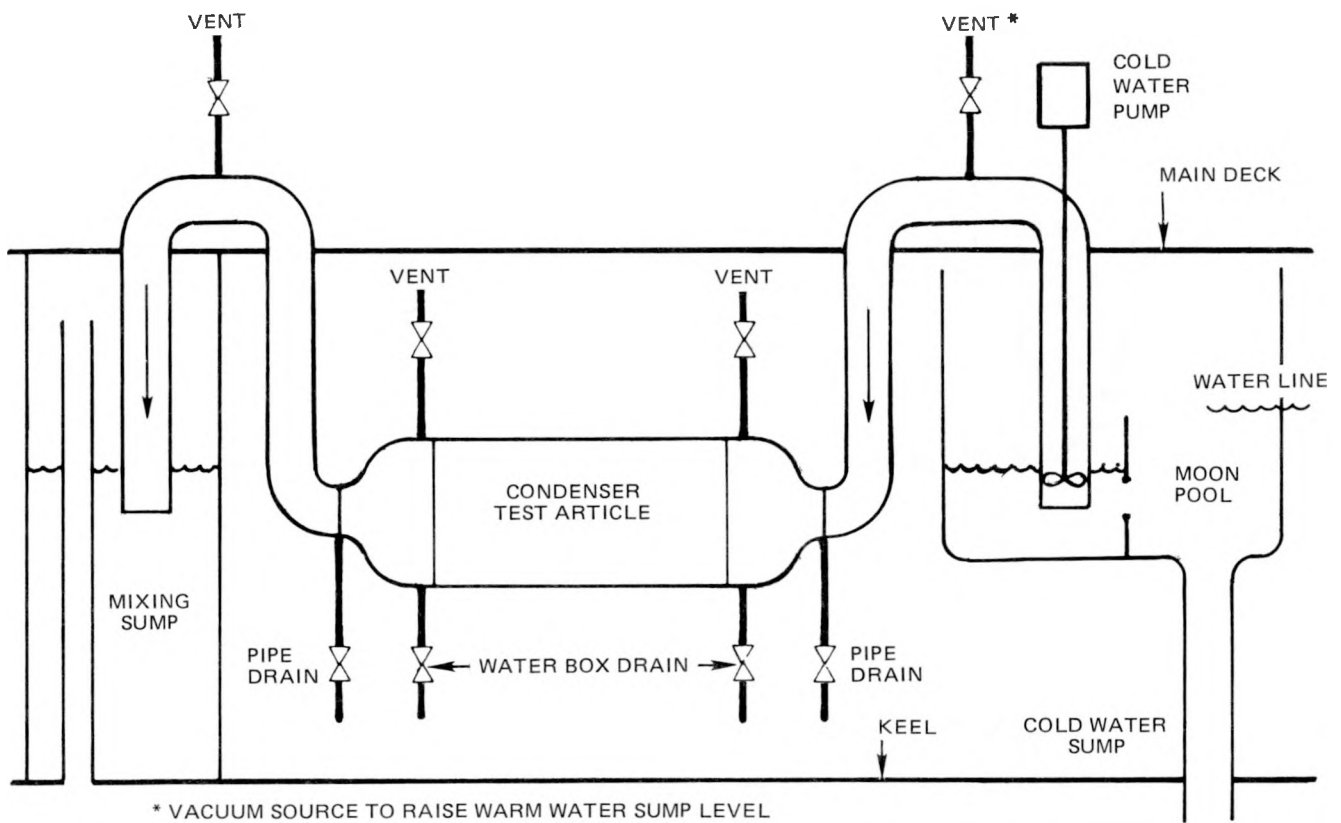 VENT
VENT *
COLD
WATER
PUMP
MAIN DECK
VENT
VENT
WATER LINE
CONDENSER
TEST ARTICLE
MOON
POOL
MIXING
SUMP
PIPE
DRAIN
WATER BOX DRAIN
PIPE
DRAIN
KEEL
COLD WATER
SUMP
* VACUUM SOURCE TO RAISE WARM WATER SUMP LEVEL